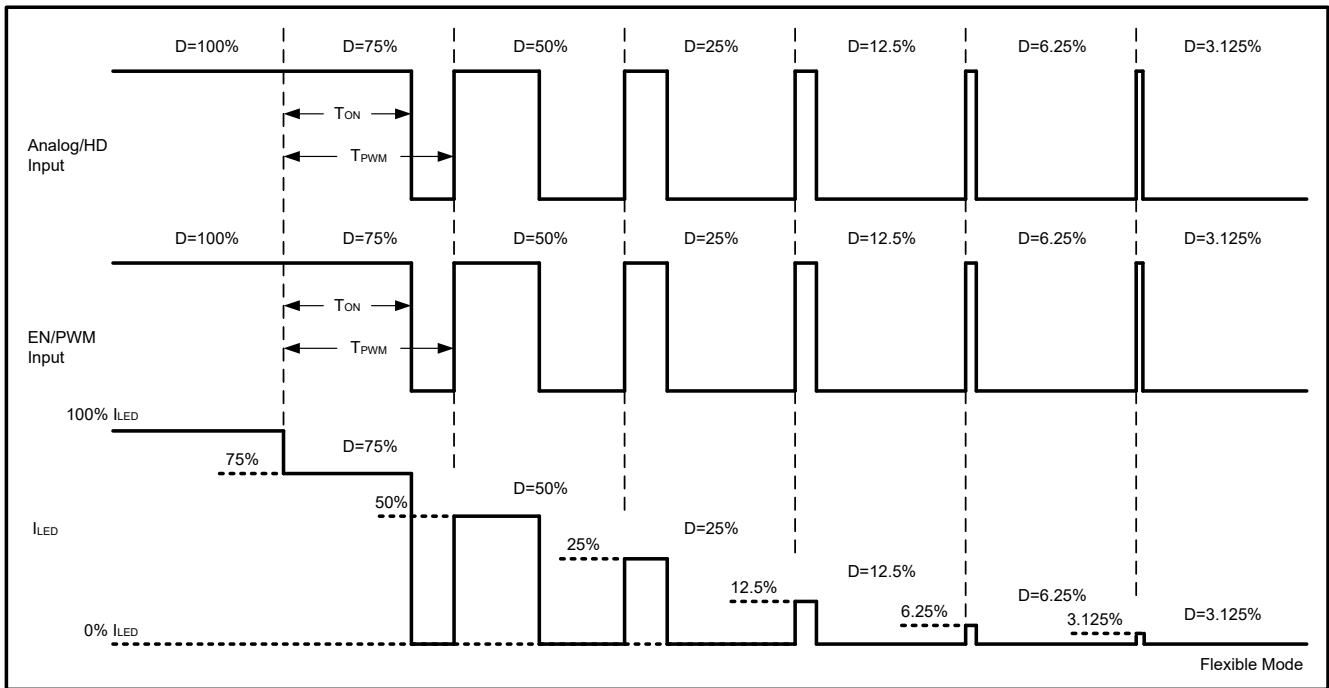 D=100% D=75% D=50% D=25% D=12.5% D=6.25% D=3.125%
TON
Analog/HD
Input
TPWM
D=100% D=75% D=50% D=25% D=12.5% D=6.25% D=3.125%
TON
EN/PWM
Input
TPWM
100% ILED
D=75%
75%
D=50%
50%
ILED
D=25%
25%
D=12.5%
12.5%
D=6.25%
6.25%
3.125%
D=3.125%
0% ILED
Flexible Mode